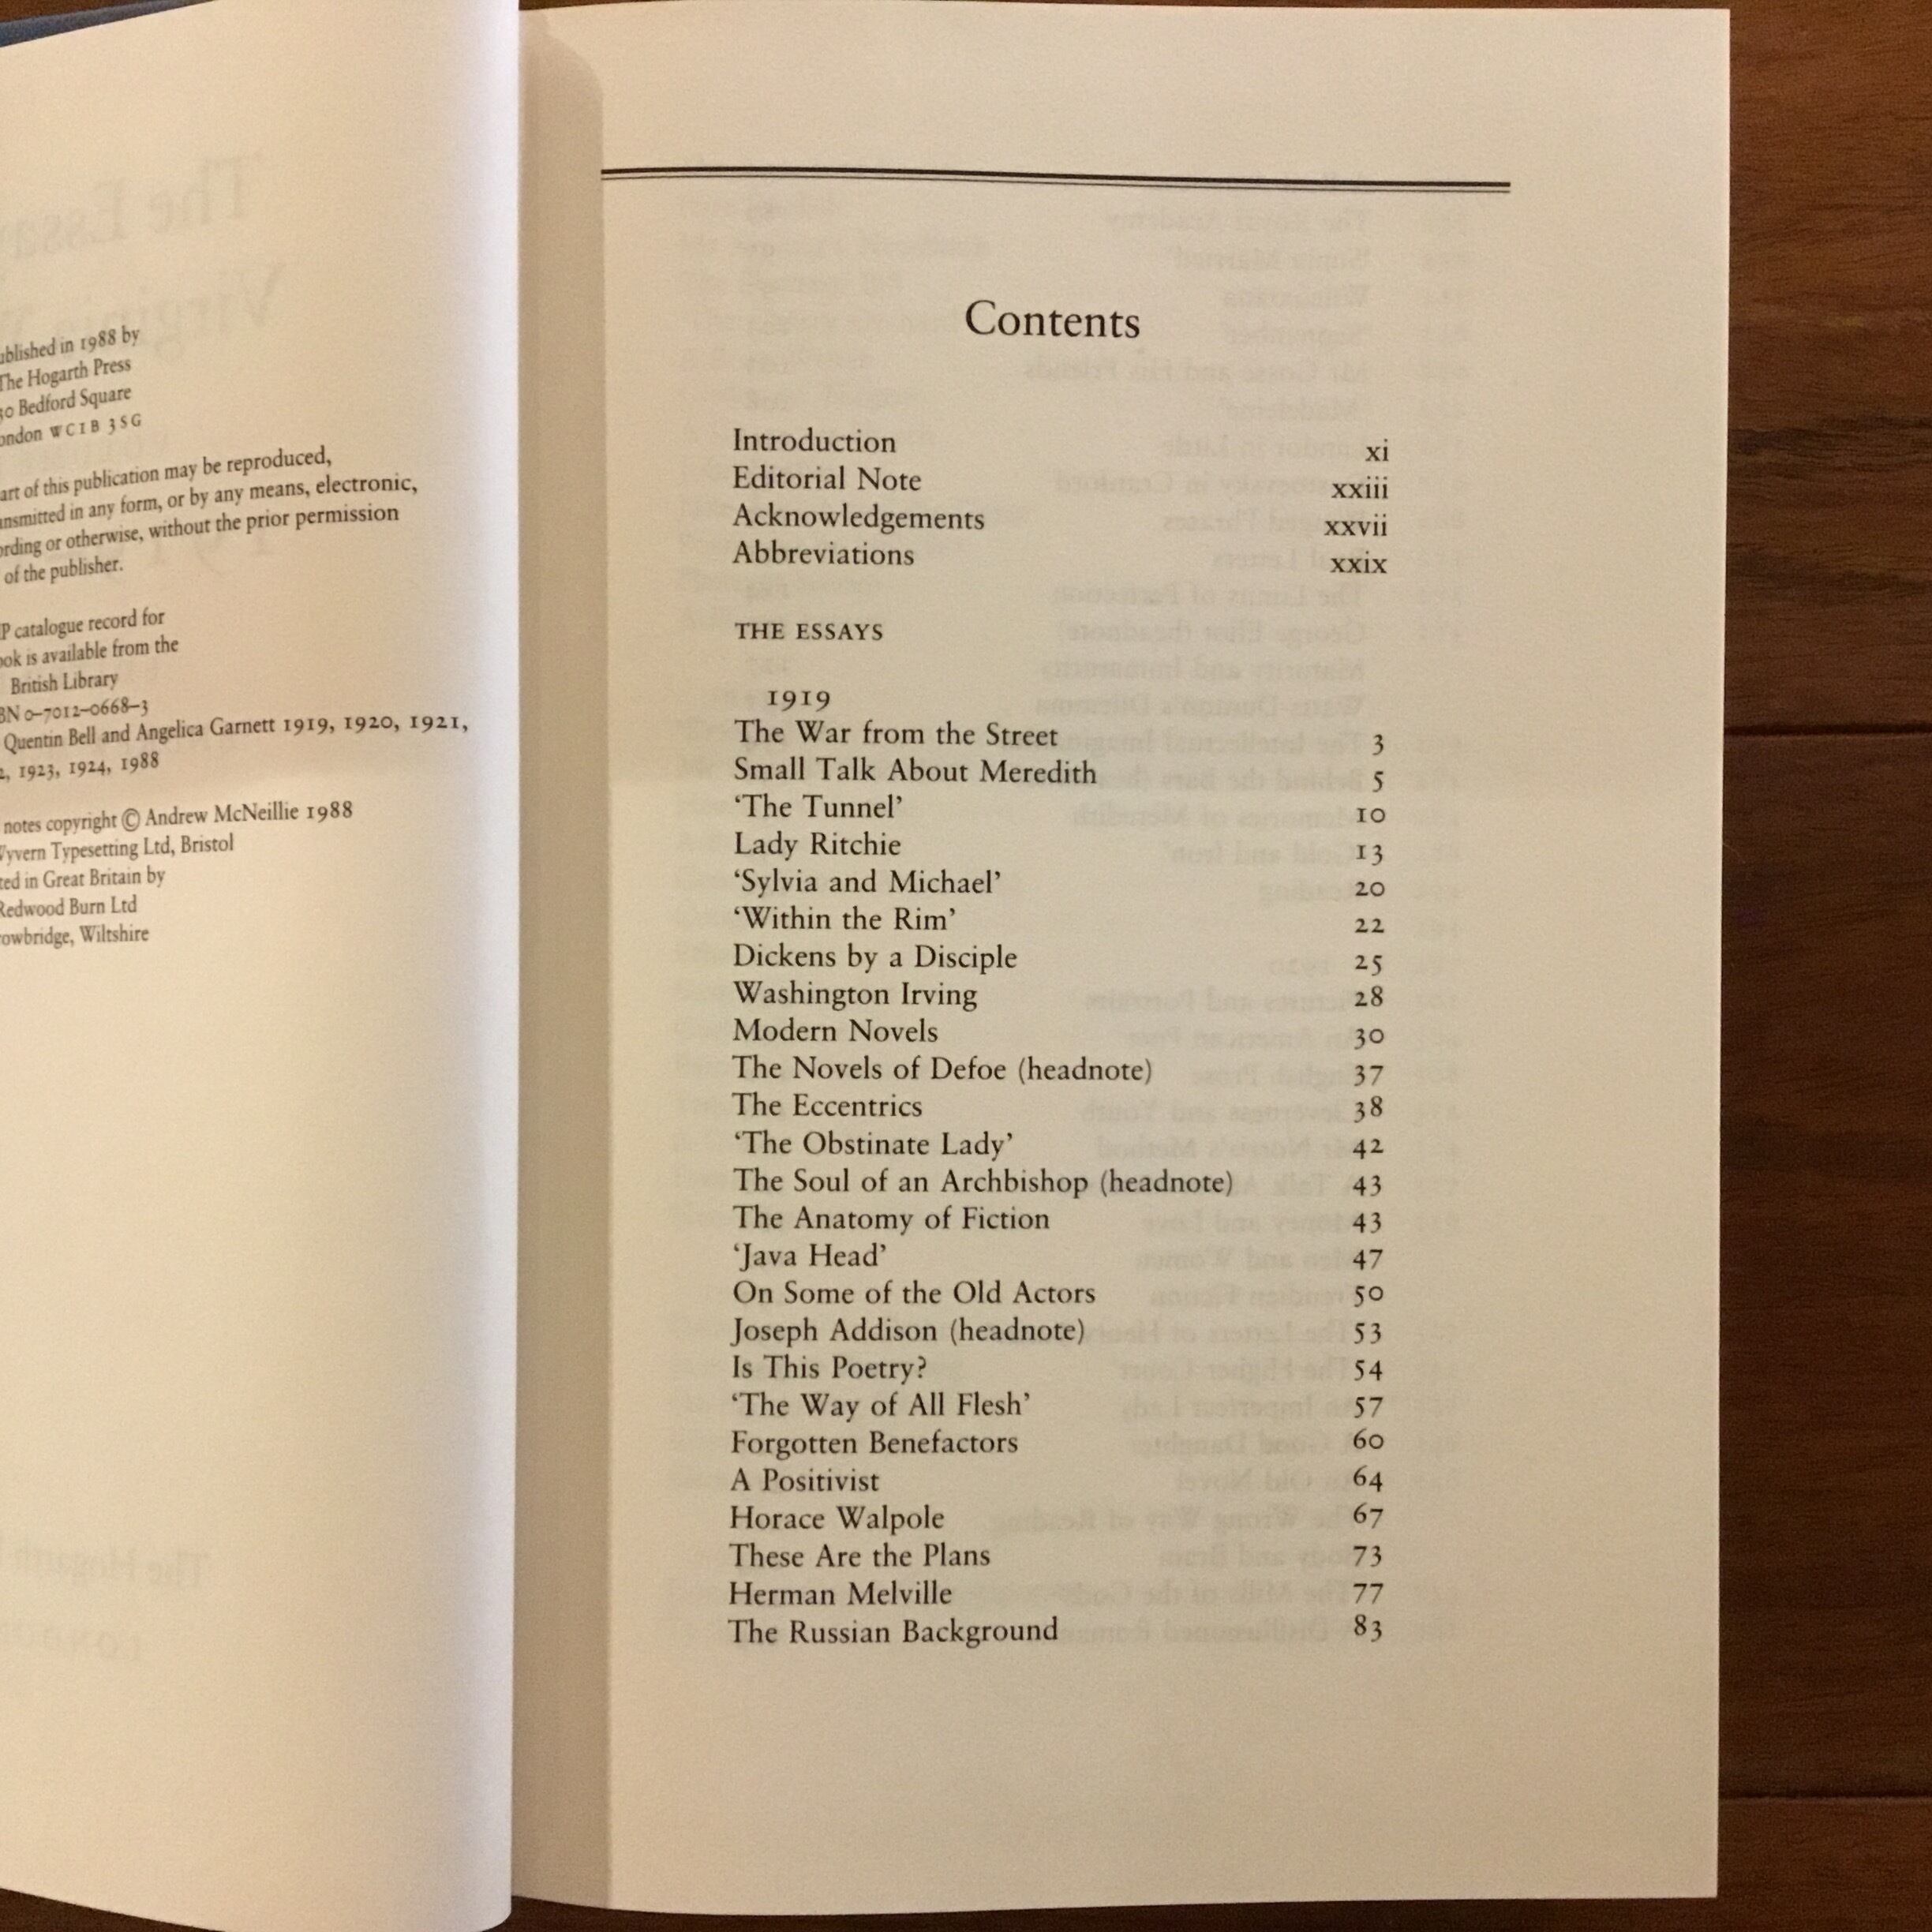 ublished in 1988 by
The Hogarth Press
30 Bedford Square
ondon WC1B 3SG
art of this publication may be reproduced,
ansmitted in any form, or by any means, electronic,
ording or otherwise, without the prior permission
of the publisher.
P catalogue record for
ook is available from the
British Library
BN 0–7012–0668–3
Quentin Bell and Angelica Garnett 1919, 1920, 1921,
2, 1923, 1924, 1988
notes copyright © Andrew McNeillie 1988
Wyvern Typesetting Ltd, Bristol
ted in Great Britain by
Redwood Burn Ltd
rowbridge, Wiltshire
Contents
Introduction xi
Editorial Note xxiii
Acknowledgements xxvii
Abbreviations xxix
THE ESSAYS
1919
The War from the Street 3
Small Talk About Meredith 5
‘The Tunnel’ 10
Lady Ritchie 13
‘Sylvia and Michael’ 20
‘Within the Rim’ 22
Dickens by a Disciple 25
Washington Irving 28
Modern Novels 30
The Novels of Defoe (headnote) 37
The Eccentrics 38
‘The Obstinate Lady’ 42
The Soul of an Archbishop (headnote) 43
The Anatomy of Fiction 43
‘Java Head’ 47
On Some of the Old Actors 50
Joseph Addison (headnote) 53
Is This Poetry? 54
‘The Way of All Flesh’ 57
Forgotten Benefactors 60
A Positivist 64
Horace Walpole 67
These Are the Plans 73
Herman Melville 77
The Russian Background 83